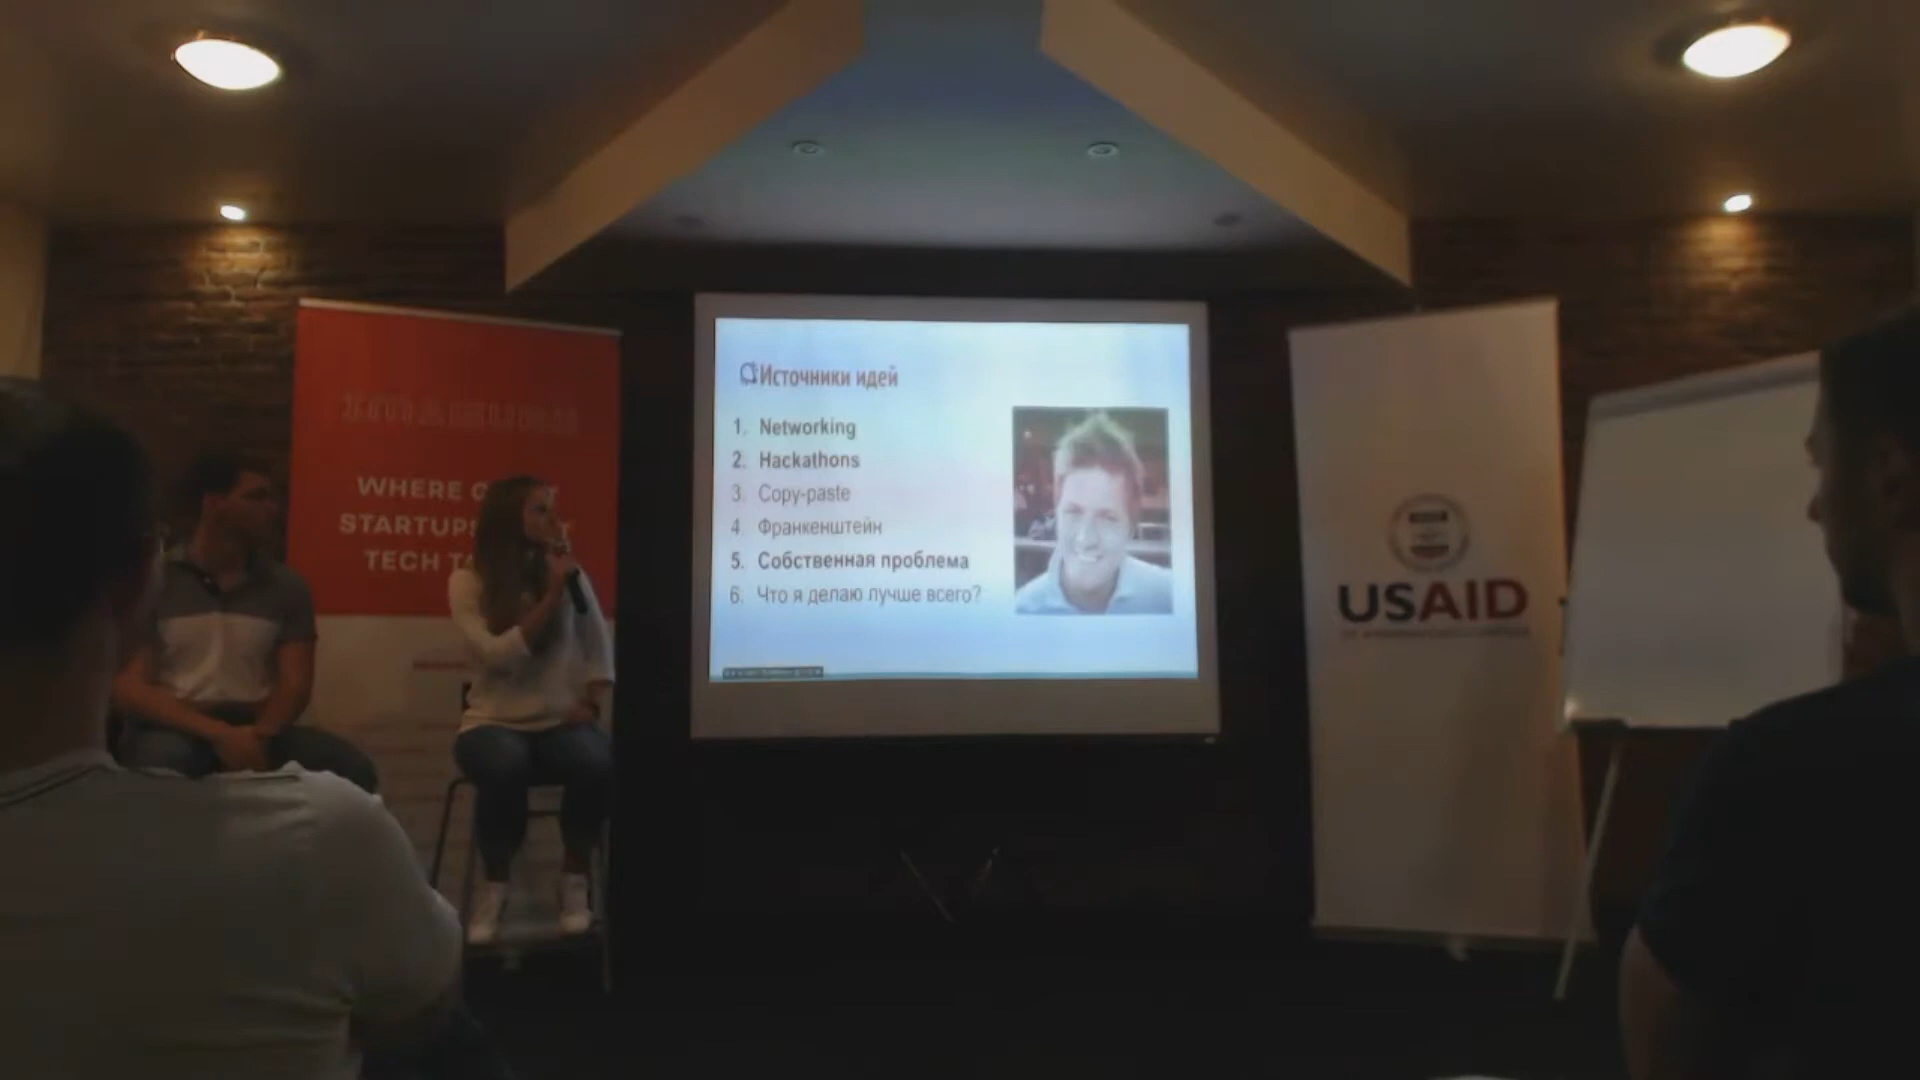 WHERE
STARTUPS
TECH
Источники идей
1. Networking
2. Hackathons
3. Copy-paste
4. Франкенштейн
5. Собственная проблема
6. Что я делаю лучше всего?
USAID